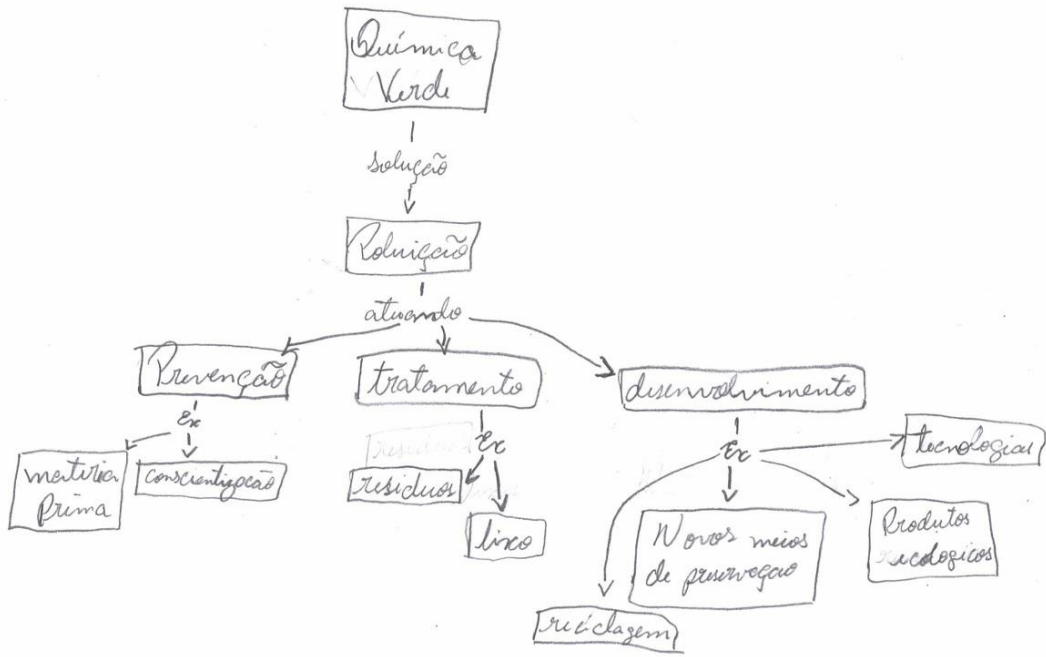 Química
Verde
solução
Poluição
atuando
Prevenção
tratamento
desenvolvimento
Ex
Ex
Ex
tecnologias
matéria
Prima
conscientização
resíduos
lixo
Novos meios
de preservação
Produtos
ecologicos
reciclagem